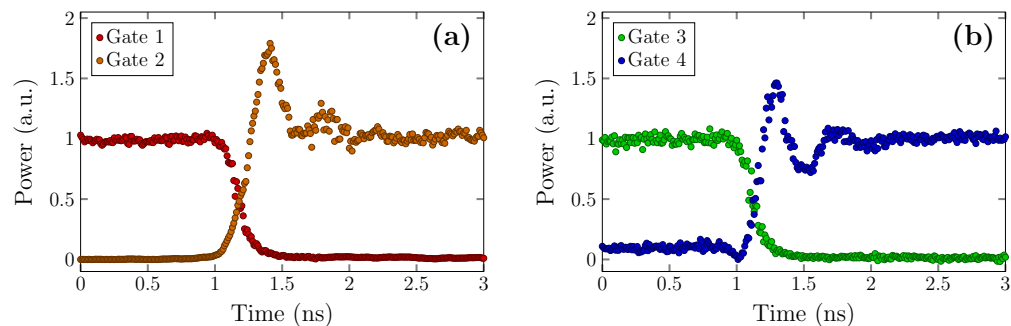 2
1.5
1
0.5
0
Power (a.u.)
Gate 1
Gate 2
(a)
0 0.5 1 1.5 2 2.5 3
Time (ns)
2
1.5
1
0.5
0
Power (a.u.)
Gate 3
Gate 4
(b)
0 0.5 1 1.5 2 2.5 3
Time (ns)